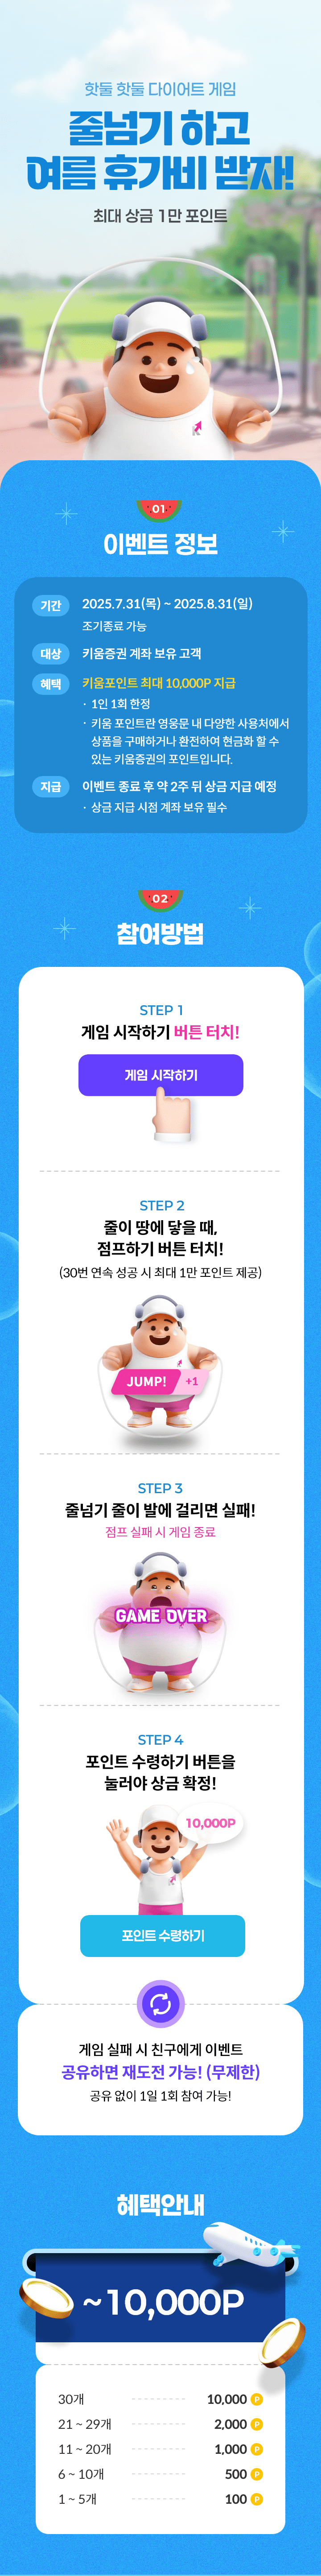 핫둘 핫둘 다이어트 게임
줄넘기 하고
여름 휴가비 받자!
최대 상금 1만 포인트
K
01
이벤트 정보
기간 2025.7.31(목) ~ 2025.8.31(일)
조기종료 가능
대상 키움증권 계좌 보유 고객
혜택 키움포인트 최대 10,000P 지급
· 1인 1회 한정
· 키움 포인트란 영웅문 내 다양한 사용처에서
상품을 구매하거나 환전하여 현금화 할 수
있는 키움증권의 포인트입니다.
지급 이벤트 종료 후 약 2주 뒤 상금 지급 예정
· 상금 지급 시점 계좌 보유 필수
02
참여방법
STEP 1
게임 시작하기 버튼 터치!
게임 시작하기
STEP 2
줄이 땅에 닿을 때,
점프하기 버튼 터치!
(30번 연속 성공 시 최대 1만 포인트 제공)
JUMP! +1
STEP 3
줄넘기 줄이 발에 걸리면 실패!
점프 실패 시 게임 종료
GAME OVER
STEP 4
포인트 수령하기 버튼을
눌러야 상금 확정!
10,000P
K
포인트 수령하기
게임 실패 시 친구에게 이벤트
공유하면 재도전 가능! (무제한)
공유 없이 1일 1회 참여 가능!
혜택안내
~10,000P
30개 10,000 P
21 ~ 29개 2,000 P
11 ~ 20개 1,000 P
6 ~ 10개 500 P
1 ~ 5개 100 P